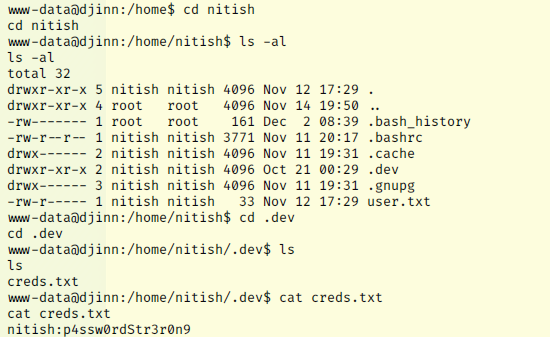 www-data@djinn:/home$ cd nitish
cd nitish
www-data@djinn:/home/nitish$ ls -al
ls -al
total 32
drwxr-xr-x 5 nitish nitish 4096 Nov 12 17:29 .
drwxr-xr-x 4 root   root   4096 Nov 14 19:50 ..
-rw------- 1 root   root    161 Dec  2 08:39 .bash_history
-rw-r--r-- 1 nitish nitish 3771 Nov 11 20:17 .bashrc
drwx------ 2 nitish nitish 4096 Nov 11 19:31 .cache
drwxr-xr-x 2 nitish nitish 4096 Oct 21 00:29 .dev
drwx------ 3 nitish nitish 4096 Nov 11 19:31 .gnupg
-rw-r----- 1 nitish nitish   33 Nov 12 17:29 user.txt
www-data@djinn:/home/nitish$ cd .dev
cd .dev
www-data@djinn:/home/nitish/.dev$ ls
ls
creds.txt
www-data@djinn:/home/nitish/.dev$ cat creds.txt
cat creds.txt
nitish:p4ssw0rdStr3r0n9